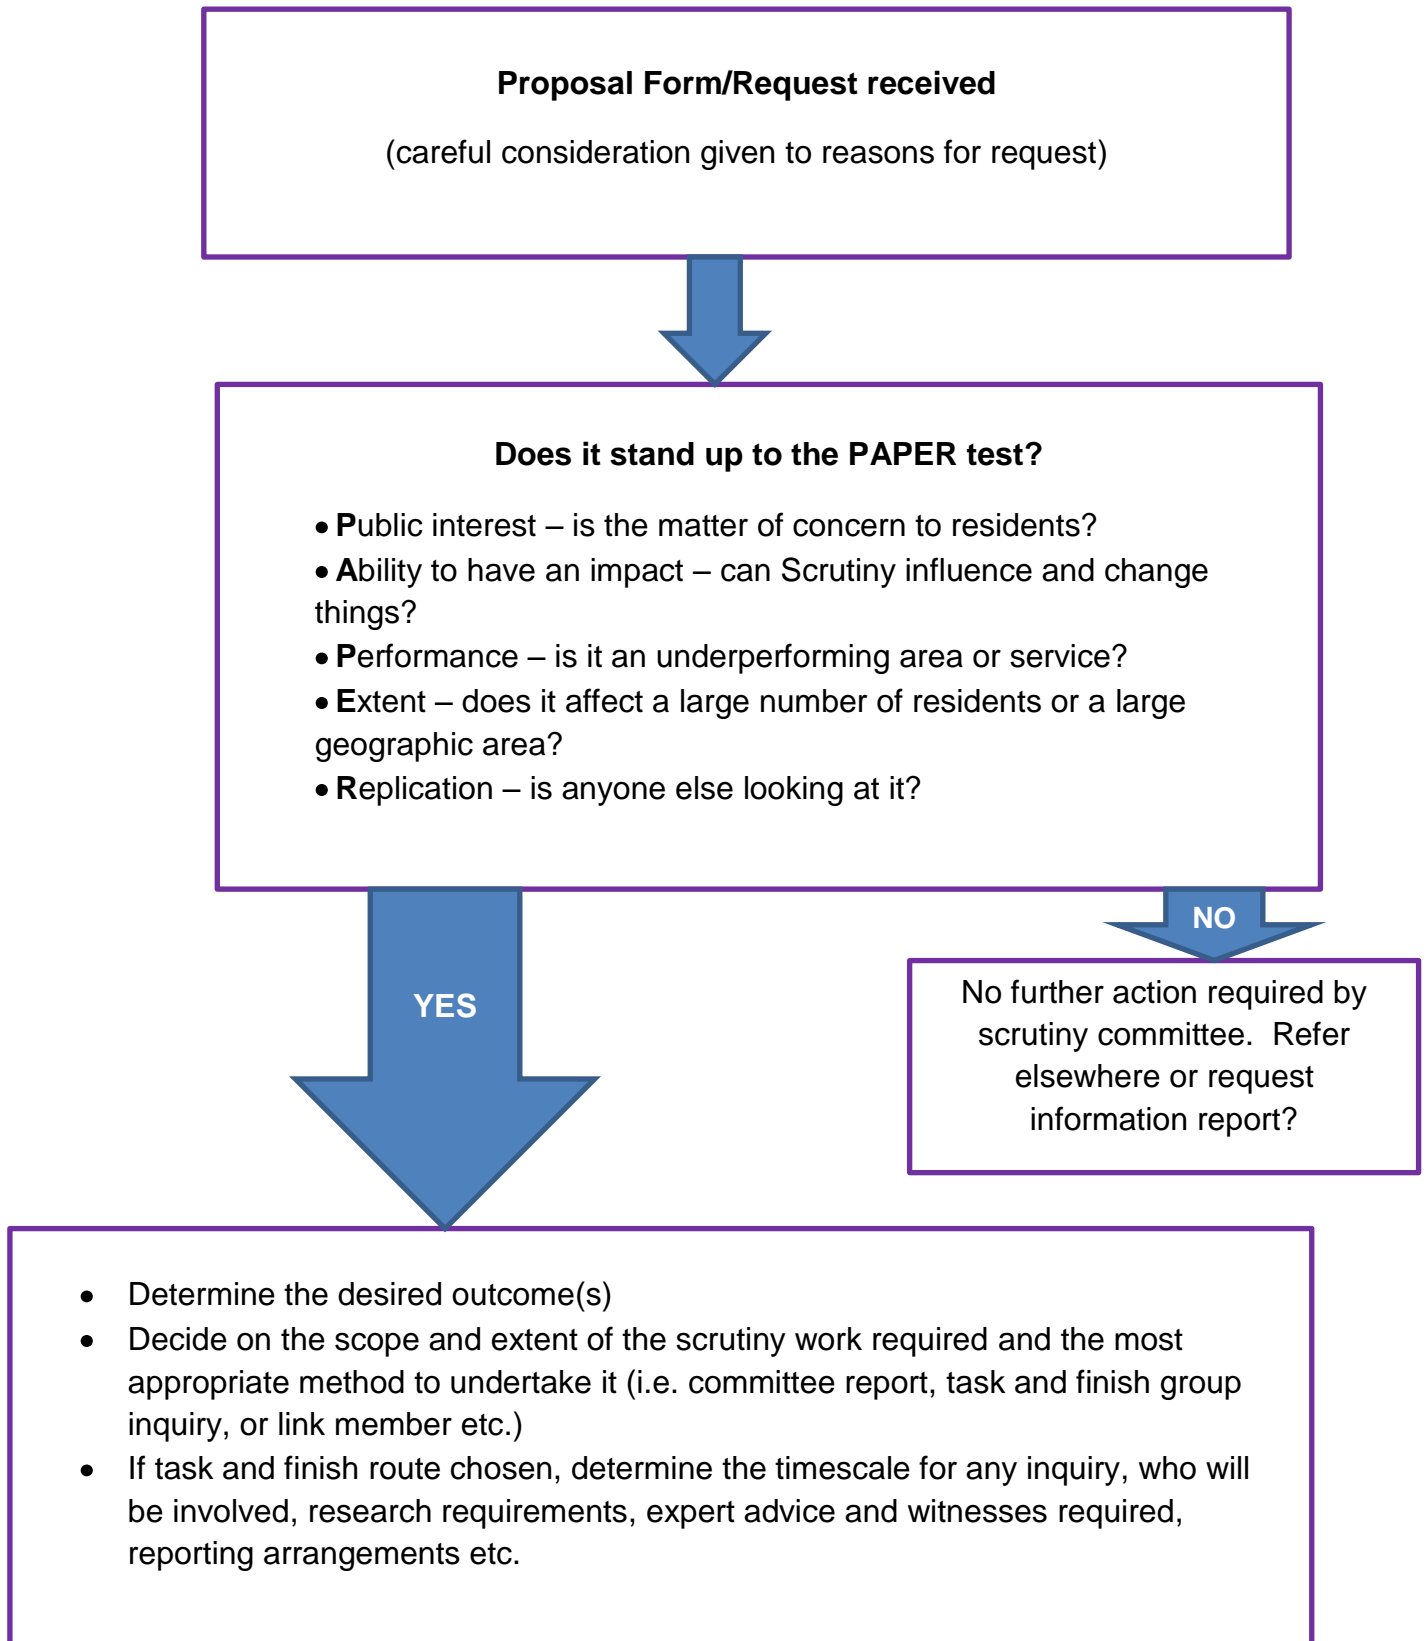 Proposal Form/Request received
(careful consideration given to reasons for request)
Does it stand up to the PAPER test?
• Public interest – is the matter of concern to residents?
• Ability to have an impact – can Scrutiny influence and change
things?
• Performance – is it an underperforming area or service?
• Extent – does it affect a large number of residents or a large
geographic area?
• Replication – is anyone else looking at it?
NO
YES
No further action required by
scrutiny committee.  Refer
elsewhere or request
information report?
• Determine the desired outcome(s)
• Decide on the scope and extent of the scrutiny work required and the most
appropriate method to undertake it (i.e. committee report, task and finish group
inquiry, or link member etc.)
• If task and finish route chosen, determine the timescale for any inquiry, who will
be involved, research requirements, expert advice and witnesses required,
reporting arrangements etc.